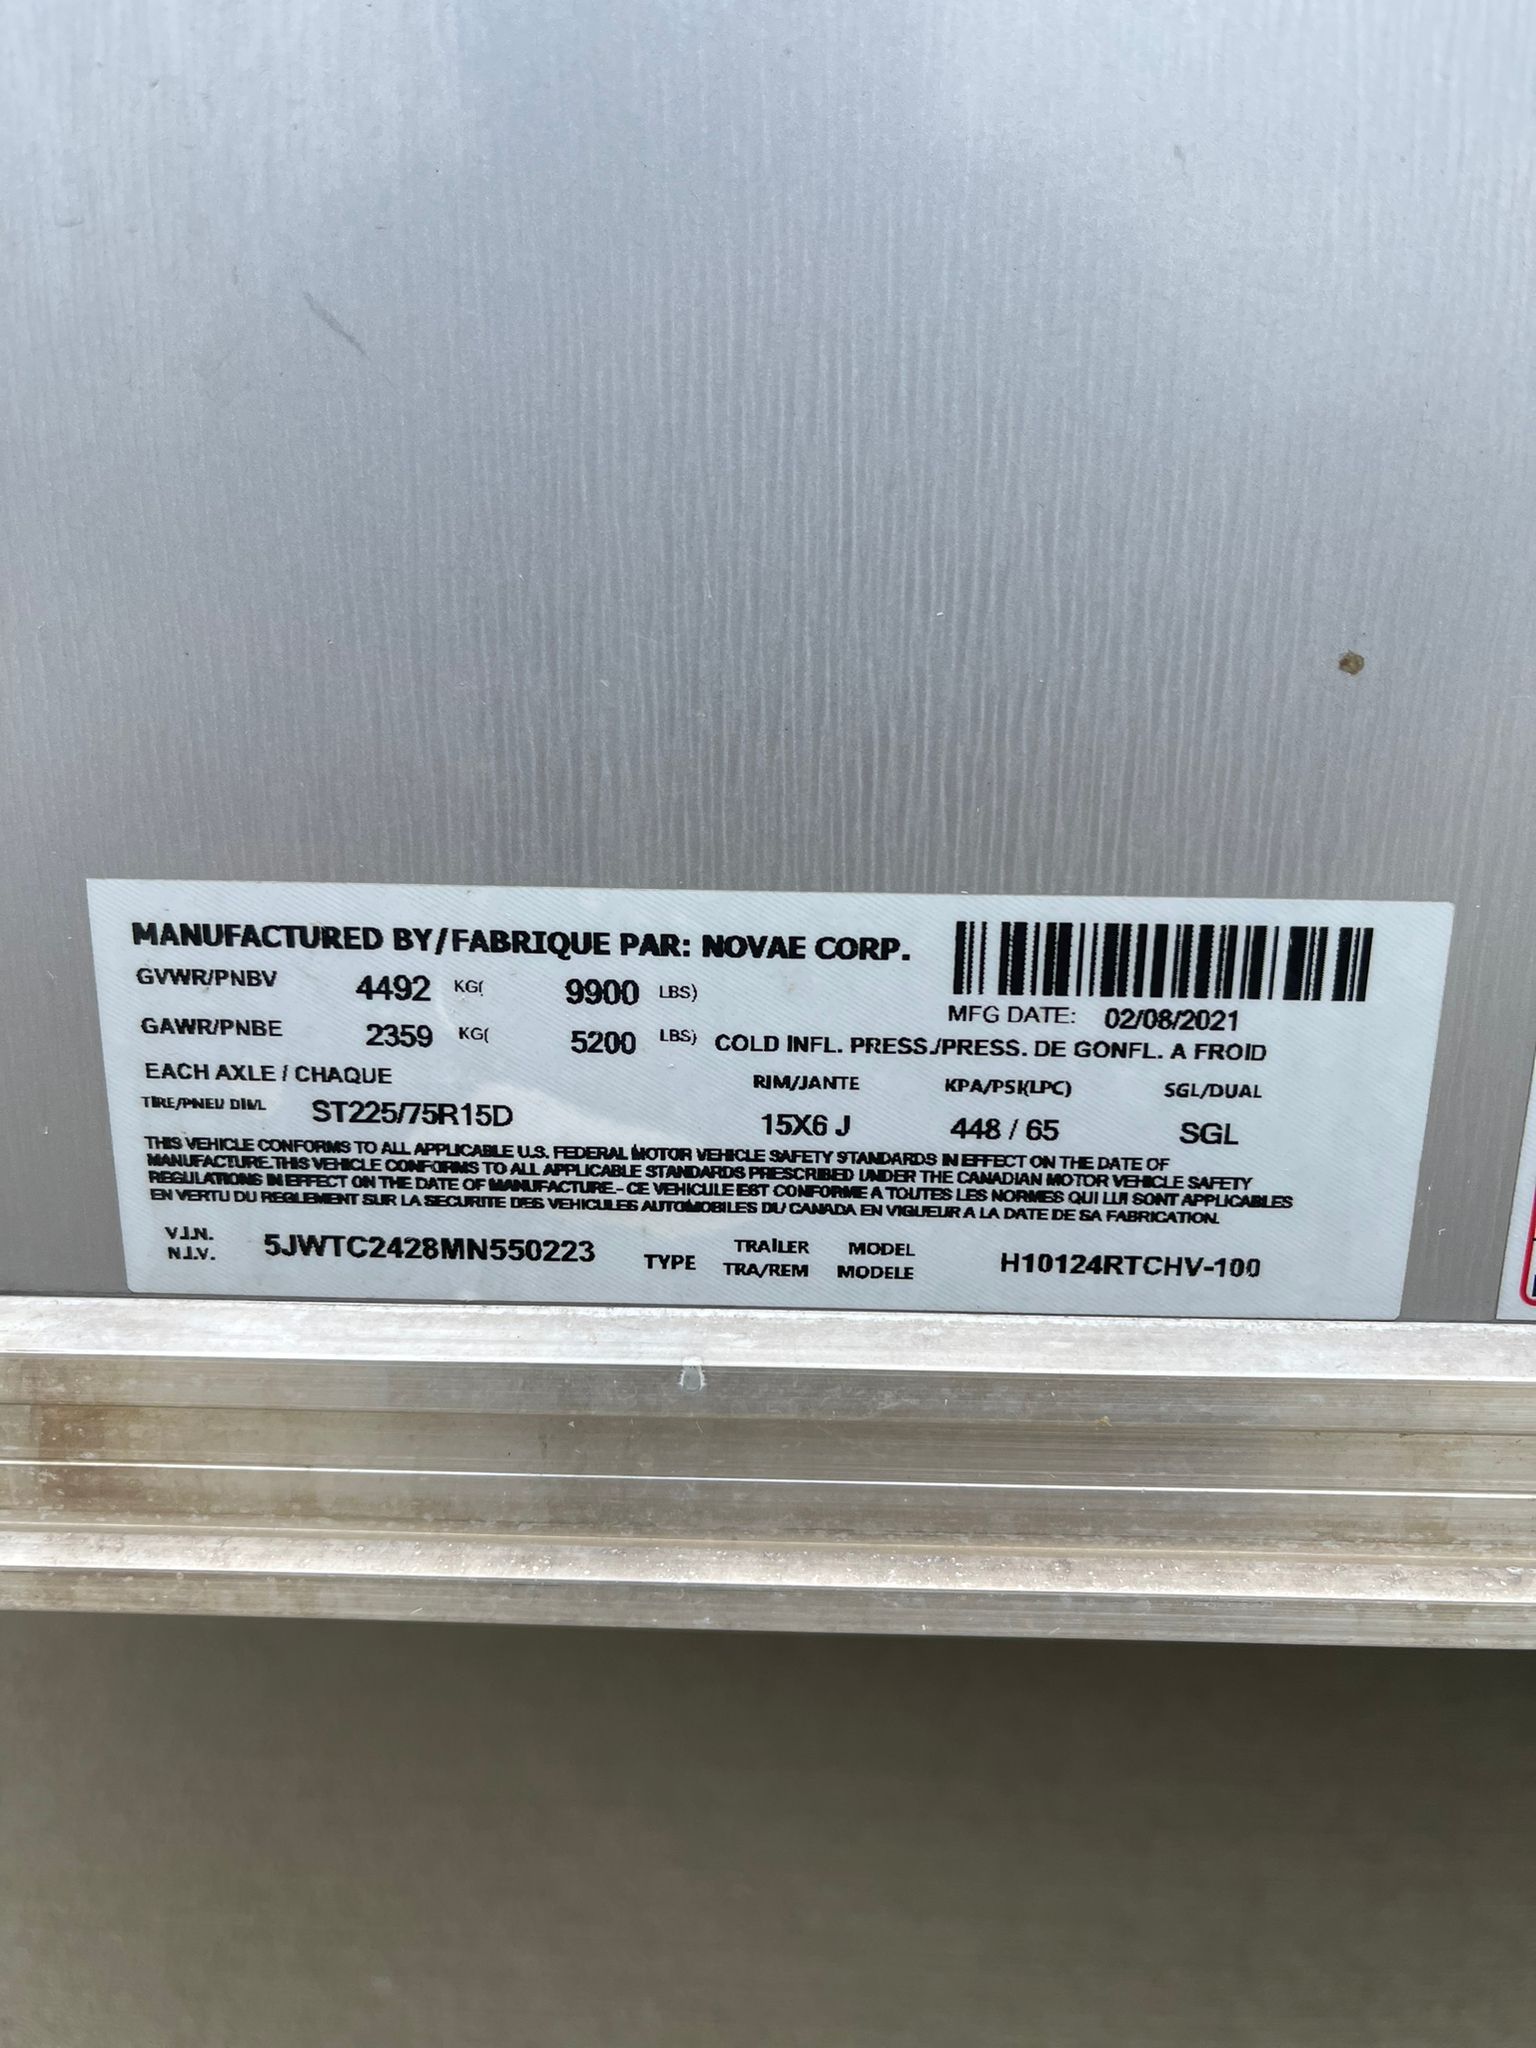 MANUFACTURED BY/FABRIQUE PAR: NOVAE CORP.
GVWR/PNBV 4492 KG( 9900 LBS)
MFG DATE: 02/08/2021
GAWR/PNBE 2359 KG( 5200 LBS) COLD INFL. PRESS./PRESS. DE GONFL. A FROID
EACH AXLE / CHAQUE RIM/JANTE KPA/PSI(LPC) SGL/DUAL
TIRE/PNEU DIM. ST225/75R15D 15X6 J 448 / 65 SGL
THIS VEHICLE CONFORMS TO ALL APPLICABLE U.S. FEDERAL MOTOR VEHICLE SAFETY STANDARDS IN EFFECT ON THE DATE OF
MANUFACTURE.THIS VEHICLE CONFORMS TO ALL APPLICABLE STANDARDS PRESCRIBED UNDER THE CANADIAN MOTOR VEHICLE SAFETY
REGULATIONS IN EFFECT ON THE DATE OF MANUFACTURE.- CE VEHICULE EST CONFORME A TOUTES LES NORMES QUI LUI SONT APPLICABLES
EN VERTU DU REGLEMENT SUR LA SECURITE DES VEHICULES AUTOMOBILES DU CANADA EN VIGUEUR A LA DATE DE SA FABRICATION.
V.I.N. 5JWTC2428MN550223 TYPE TRAILER MODEL H10124RTCHV-100
N.I.V. TRA/REM MODELE